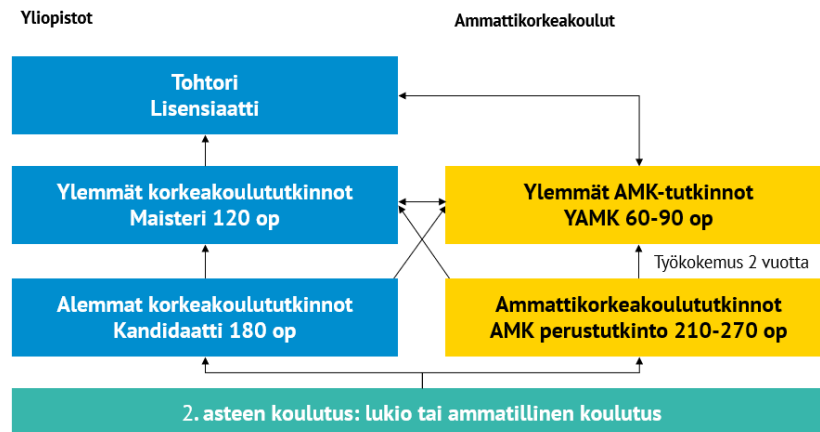 Yliopistot
Ammattikorkeakoulut
Tohtori
Lisensiaatti
Ylemmät korkeakoulututkinnot
Maisteri 120 op
Ylemmät AMK-tutkinnot
YAMK 60-90 op
Työkokemus 2 vuotta
Alemmat korkeakoulututkinnot
Kandidaatti 180 op
Ammattikorkeakoulututkinnot
AMK perustutkinto 210-270 op
2. asteen koulutus: lukio tai ammatillinen koulutus